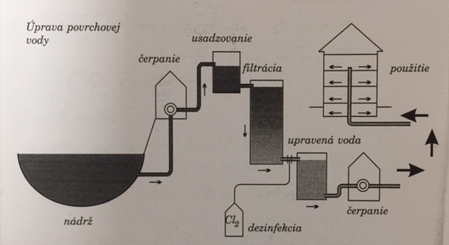 Úprava povrchovej
vody
usadzovanie
čerpanie
filtrácia
použitie
upravená voda
nádrž
Cl2
dezinfekcia
čerpanie